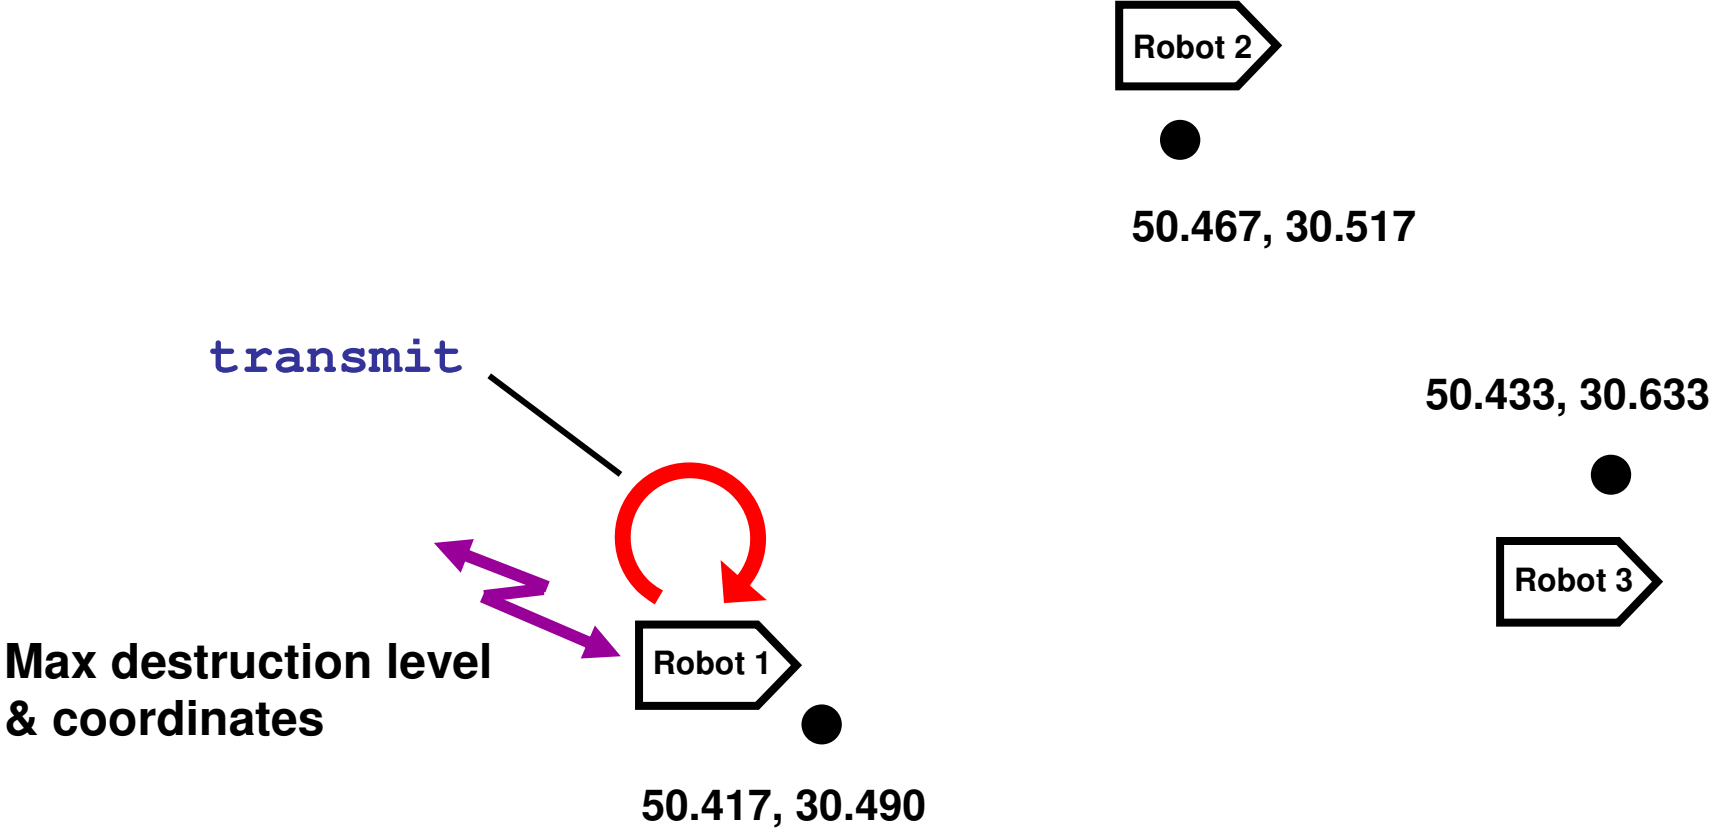 Robot 2
50.467, 30.517
transmit
50.433, 30.633
Robot 3
Max destruction level
& coordinates
Robot 1
50.417, 30.490